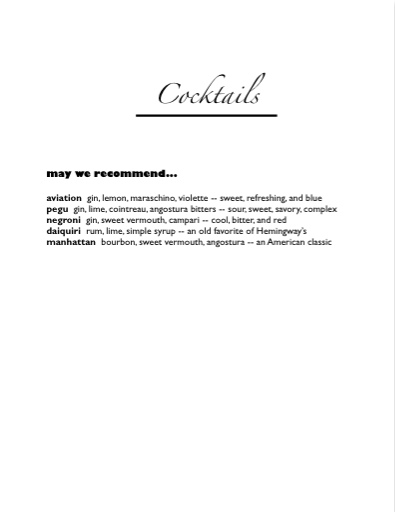 Cocktails
may we recommend...
aviation gin, lemon, maraschino, violette -- sweet, refreshing, and blue
pegu gin, lime, cointreau, angostura bitters -- sour, sweet, savory, complex
negroni gin, sweet vermouth, campari -- cool, bitter, and red
daiquiri rum, lime, simple syrup -- an old favorite of Hemingway's
manhattan bourbon, sweet vermouth, angostura -- an American classic